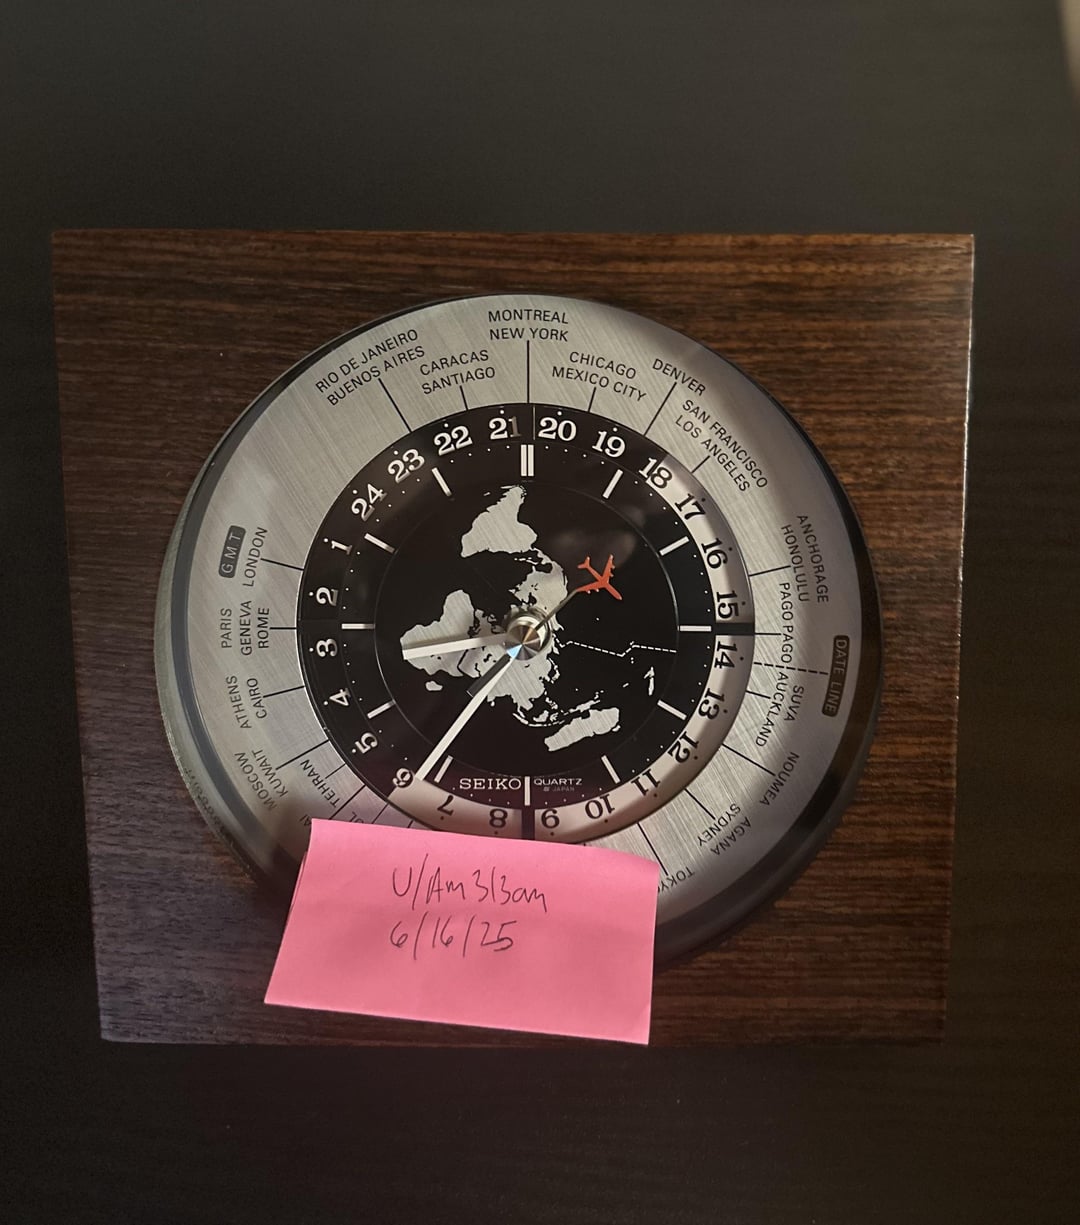 MONTREAL
NEW YORK
CHICAGO
MEXICO CITY
DENVER
SAN FRANCISCO
LOS ANGELES
ANCHORAGE
HONOLULU
PAGO PAGO
DATE LINE
SUVA
AUCKLAND
NOUMEA
AGANA
SYDNEY
MOSCOW
KUWAIT
TEHRAN
ATHENS
CAIRO
PARIS
GENEVA
ROME
G.M.T
LONDON
RIO DE JANEIRO
BUENOS AIRES
CARACAS
SANTIAGO
21 20 19 18 17 16 15 14 13 12 11 10 9 8 7 6 5 4 3 2 1 24 23 22
SEIKO QUARTZ
JAPAN
U/Am3l3am
6/16/25